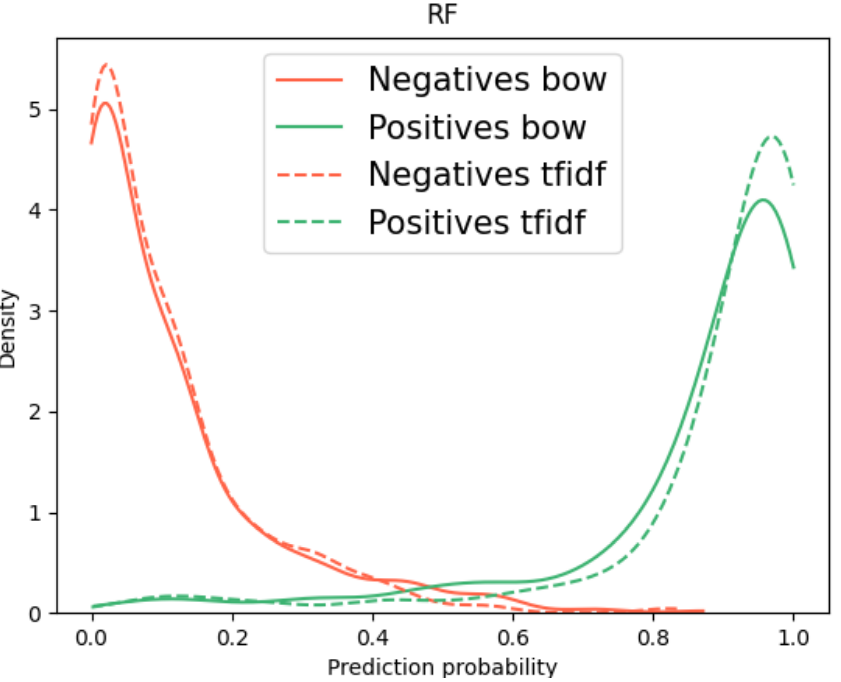 RF
Negatives bow
Positives bow
Negatives tfidf
Positives tfidf
Density
5
4
3
2
1
0
0.0 0.2 0.4 0.6 0.8 1.0
Prediction probability